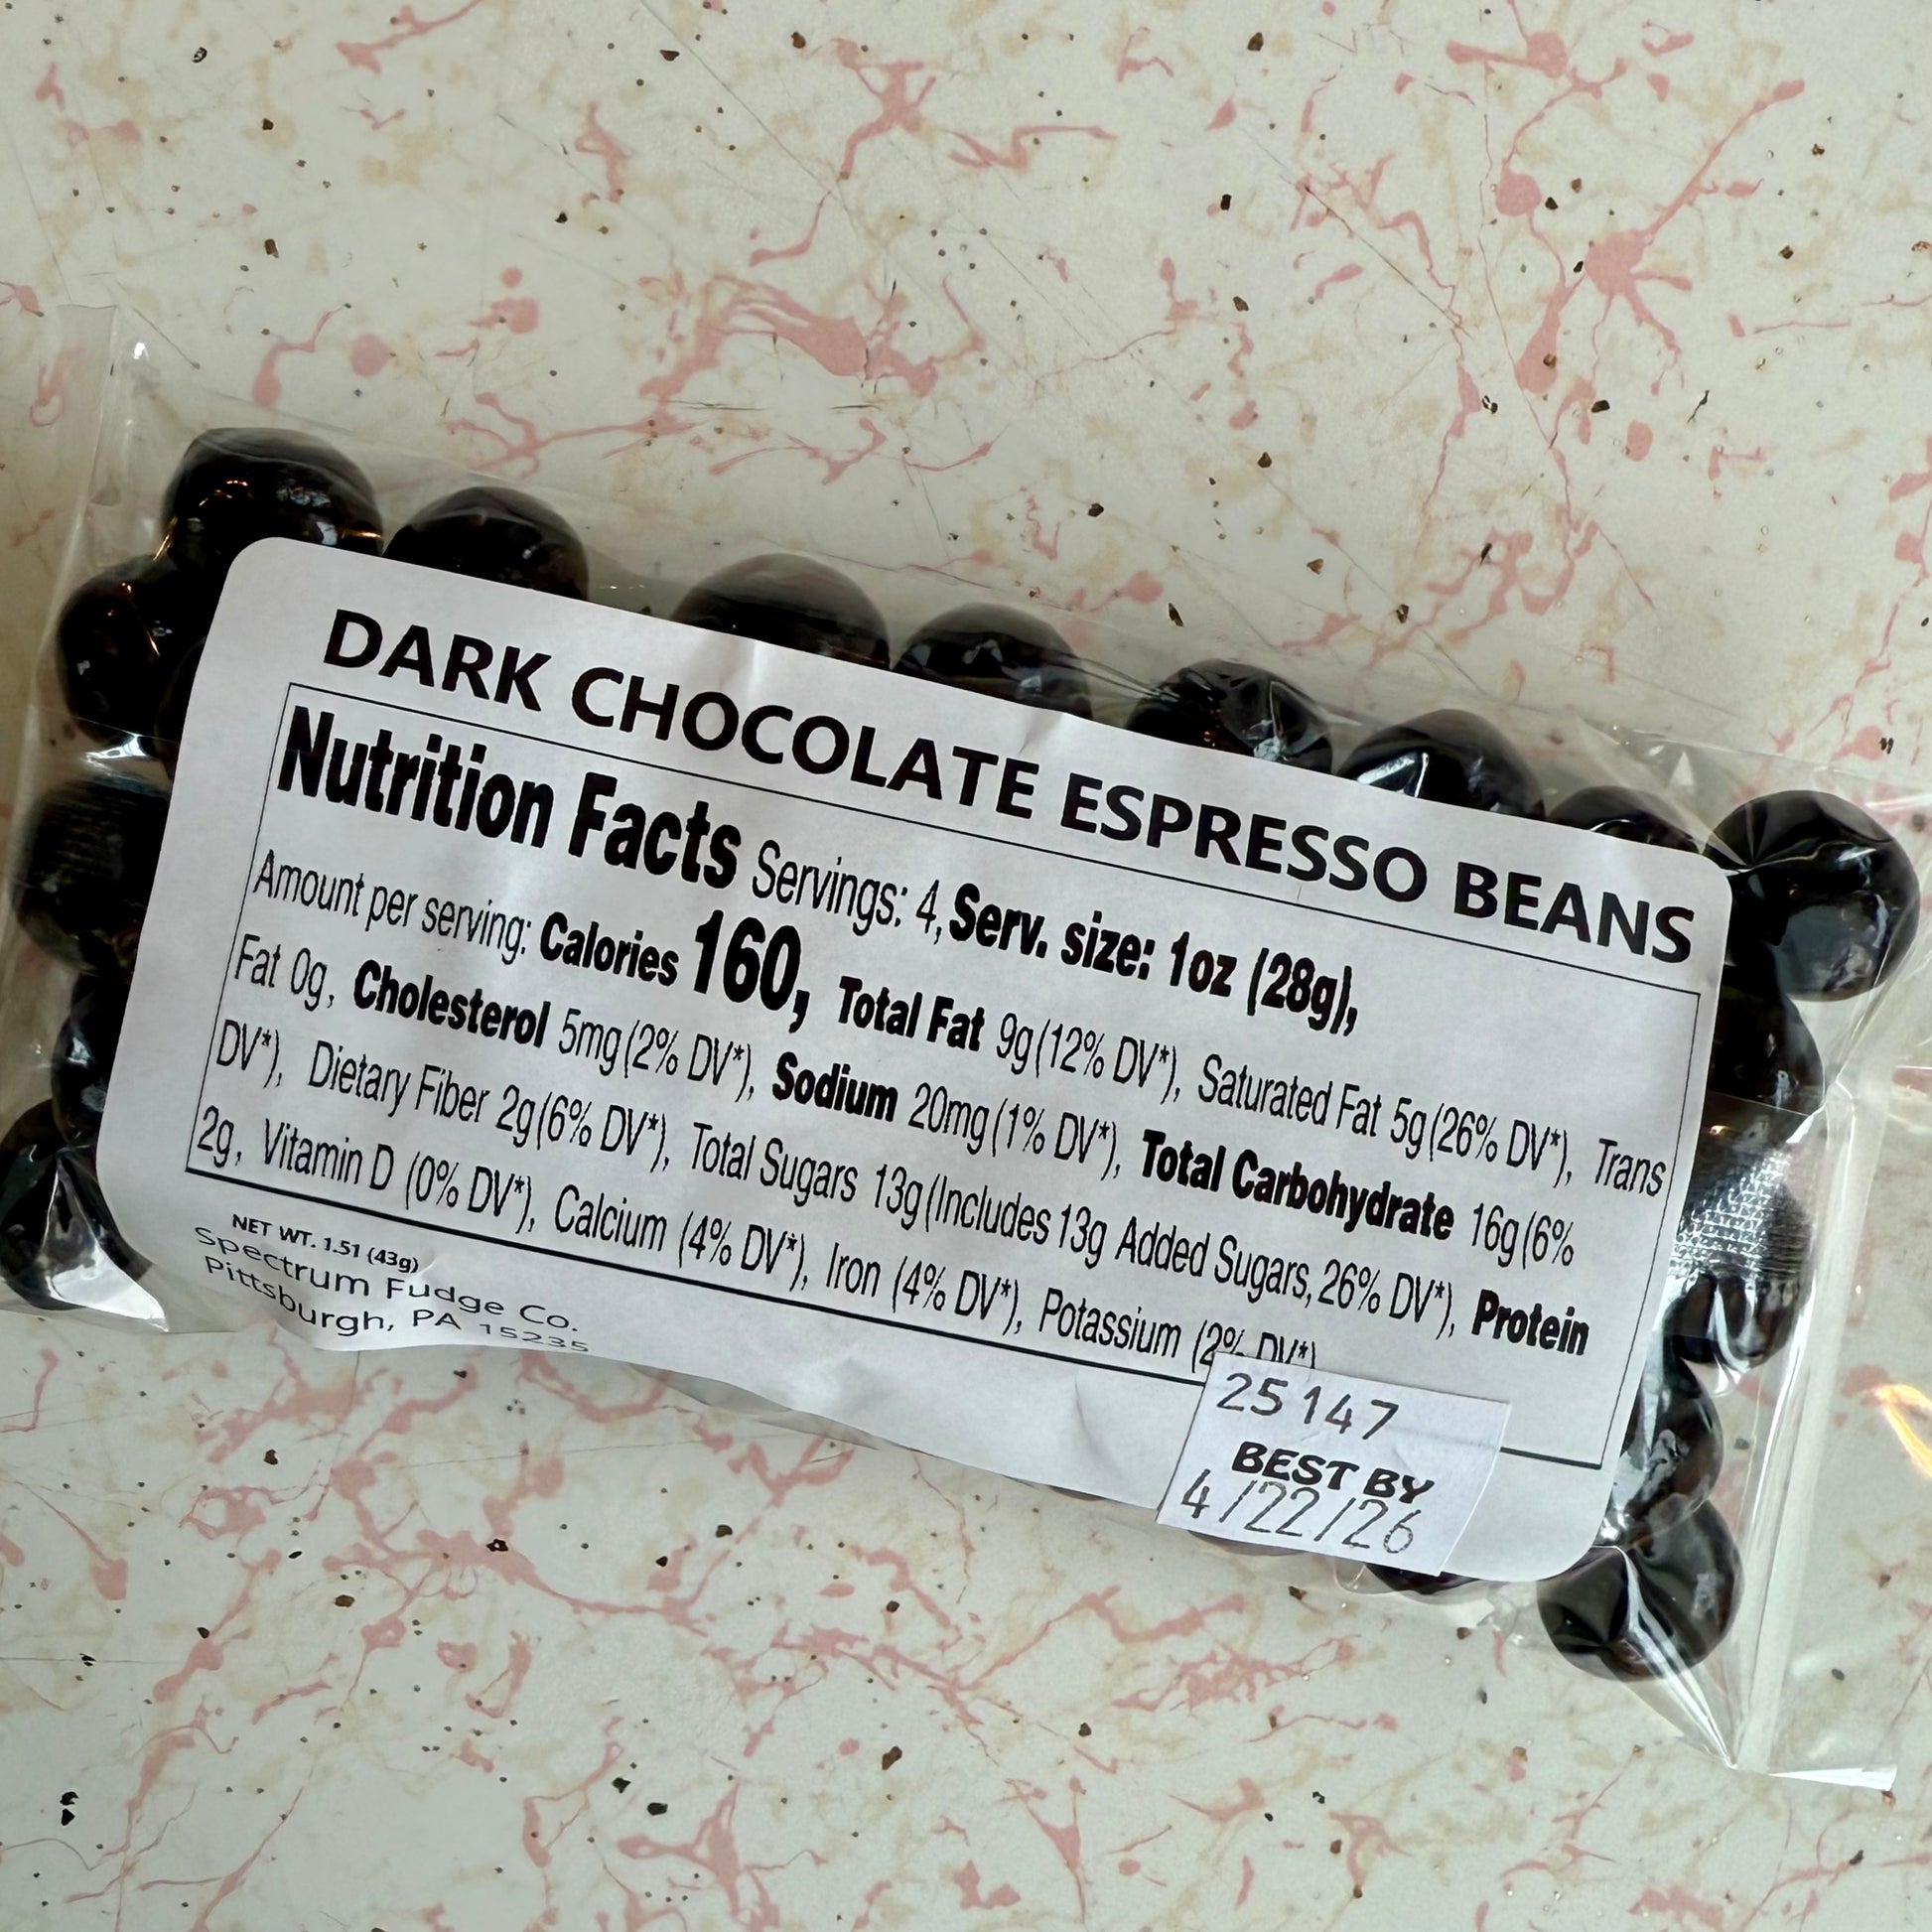 DARK CHOCOLATE ESPRESSO BEANS
Nutrition Facts Servings: 4, Serv. size: 1oz (28g),
Amount per serving: Calories 160, Total Fat 9g (12% DV*), Saturated Fat 5g (26% DV*), Trans
Fat 0g, Cholesterol 5mg (2% DV*), Sodium 20mg (1% DV*), Total Carbohydrate 16g (6%
DV*), Dietary Fiber 2g (6% DV*), Total Sugars 13g (Includes 13g Added Sugars, 26% DV*), Protein
2g, Vitamin D (0% DV*), Calcium (4% DV*), Iron (4% DV*), Potassium (2% DV*)
NET WT. 1.51 (43g)
Spectrum Fudge Co.
Pittsburgh, PA 15235
25 147
BEST BY
4/22/26